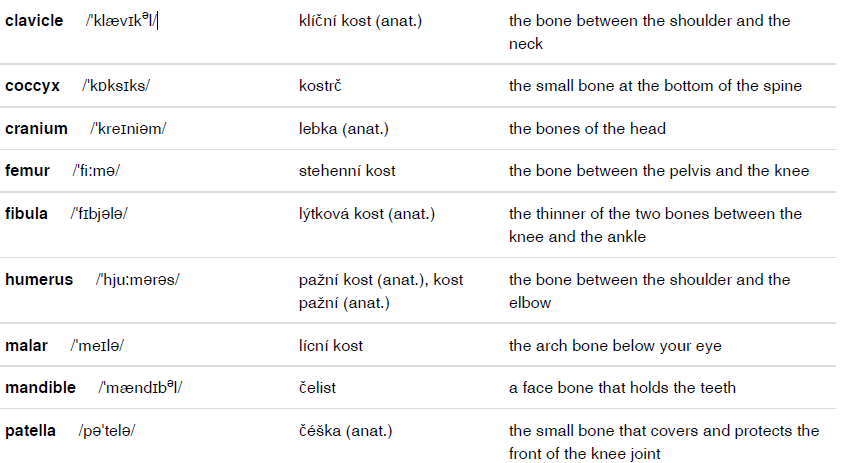 clavicle /ˈklævɪkᵊl/ klíční kost (anat.) the bone between the shoulder and the
neck
coccyx /ˈkɒksɪks/ kostrč the small bone at the bottom of the spine
cranium /ˈkreɪniəm/ lebka (anat.) the bones of the head
femur /ˈfiːmə/ stehenní kost the bone between the pelvis and the knee
fibula /ˈfɪbjələ/ lýtková kost (anat.) the thinner of the two bones between the
knee and the ankle
humerus /ˈhjuːmərəs/ pažní kost (anat.), kost the bone between the shoulder and the
pažní (anat.) elbow
malar /ˈmeɪlə/ lícní kost the arch bone below your eye
mandible /ˈmændɪbᵊl/ čelist a face bone that holds the teeth
patella /pəˈtelə/ čéška (anat.) the small bone that covers and protects the
front of the knee joint